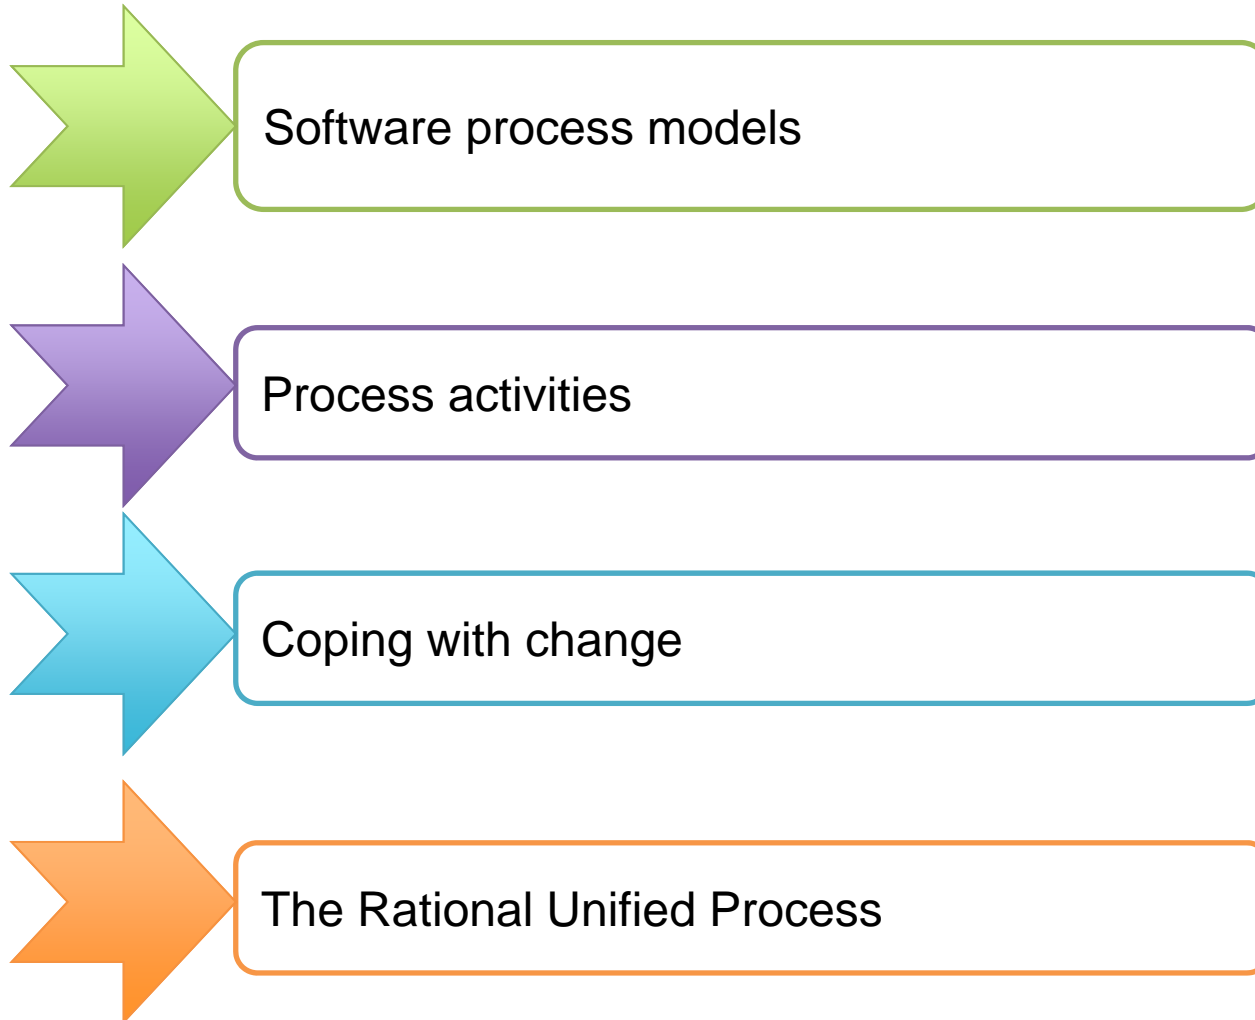 Software process models
Process activities
Coping with change
The Rational Unified Process